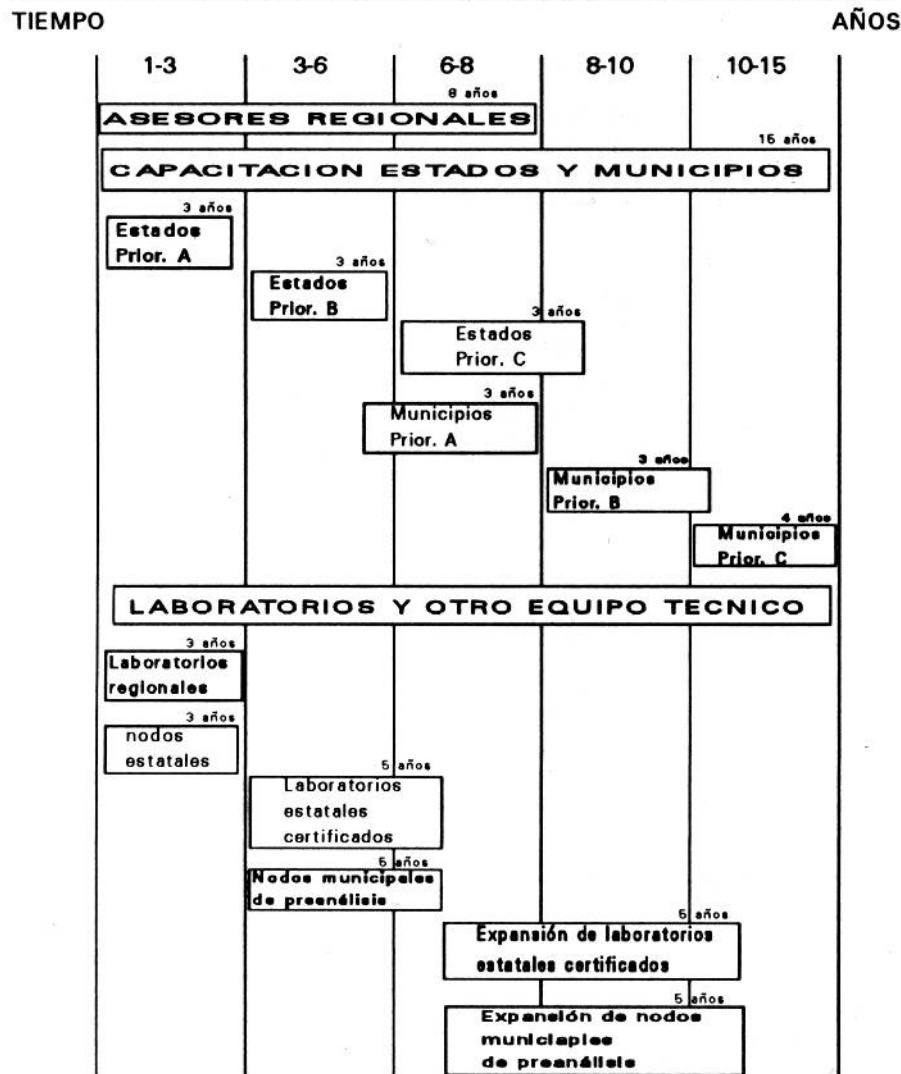 TIEMPO AÑOS
1-3 3-6 6-8 8-10 10-15
8 años
ASESORES REGIONALES
15 años
CAPACITACION ESTADOS Y MUNICIPIOS
3 años
Estados
Prior. A
3 años
Estados
Prior. B
3 años
Estados
Prior. C
3 años
Municipios
Prior. A
3 años
Municipios
Prior. B
4 años
Municipios
Prior. C
LABORATORIOS Y OTRO EQUIPO TECNICO
3 años
Laboratorios
regionales
3 años
nodos
estatales
5 años
Laboratorios
estatales
certificados
5 años
Nodos municipales
de preanálisis
5 años
Expansión de laboratorios
estatales certificados
5 años
Expansión de nodos
municiaples
de preanálisis